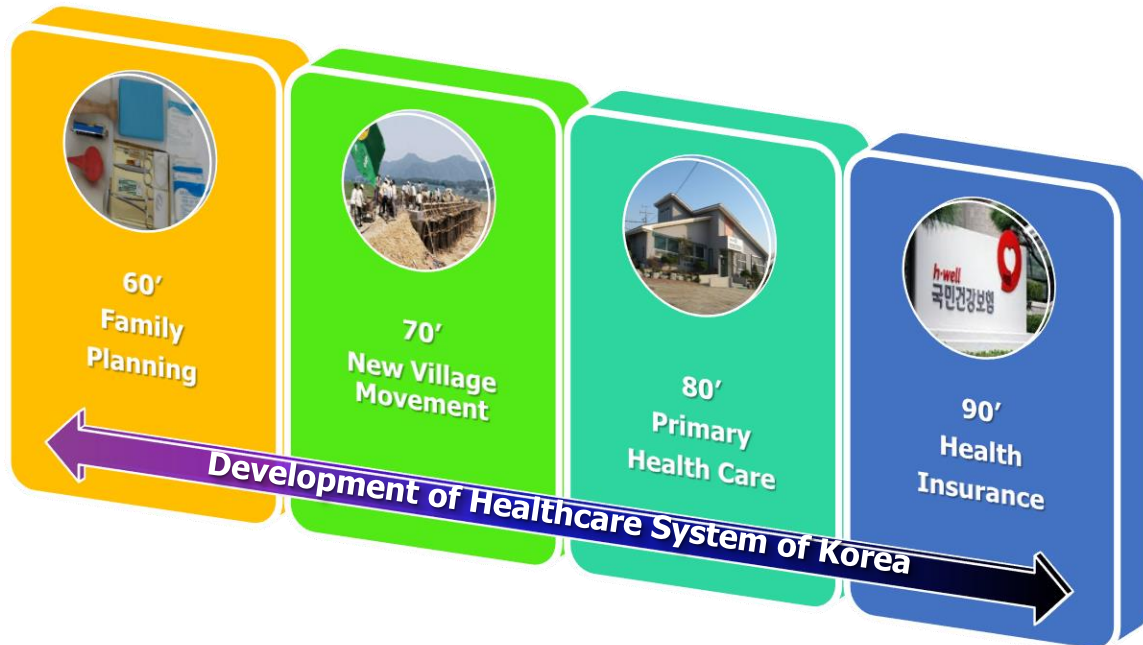 60’
Family
Planning
70’
New Village
Movement
80’
Primary
Health Care
h·well
국민건강보험
90’
Health
Insurance
Development of Healthcare System of Korea